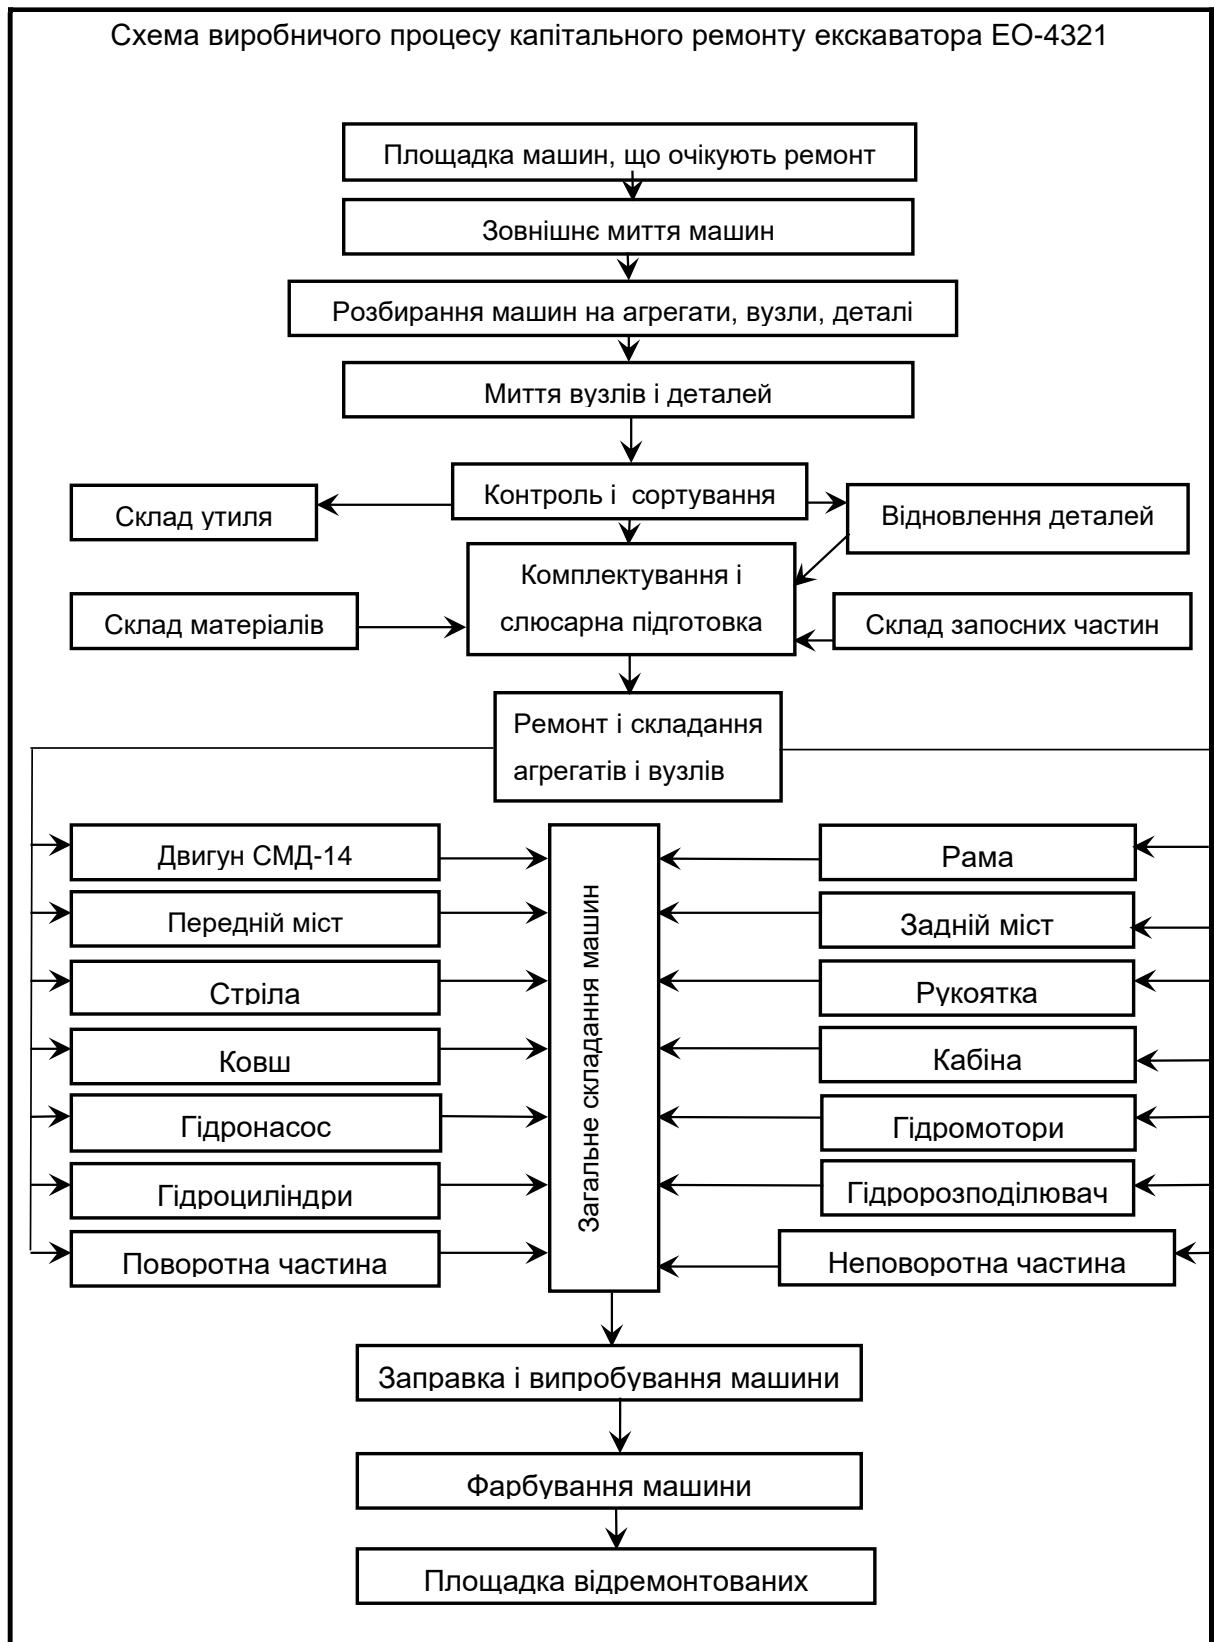 Схема виробничого процесу капітального ремонту екскаватора ЕО-4321
Площадка машин, що очікують ремонт
Зовнішнє миття машин
Розбирання машин на агрегати, вузли, деталі
Миття вузлів і деталей
Контроль і сортування
Склад утиля
Відновлення деталей
Комплектування і
слюсарна підготовка
Склад матеріалів
Склад запосних частин
Ремонт і складання
агрегатів і вузлів
Двигун СМД-14
Передній міст
Стріла
Ковш
Гідронасос
Гідроциліндри
Поворотна частина
Загальне складання машин
Рама
Задній міст
Рукоятка
Кабіна
Гідромотори
Гідророзподілювач
Неповоротна частина
Заправка і випробування машини
Фарбування машини
Площадка відремонтованих